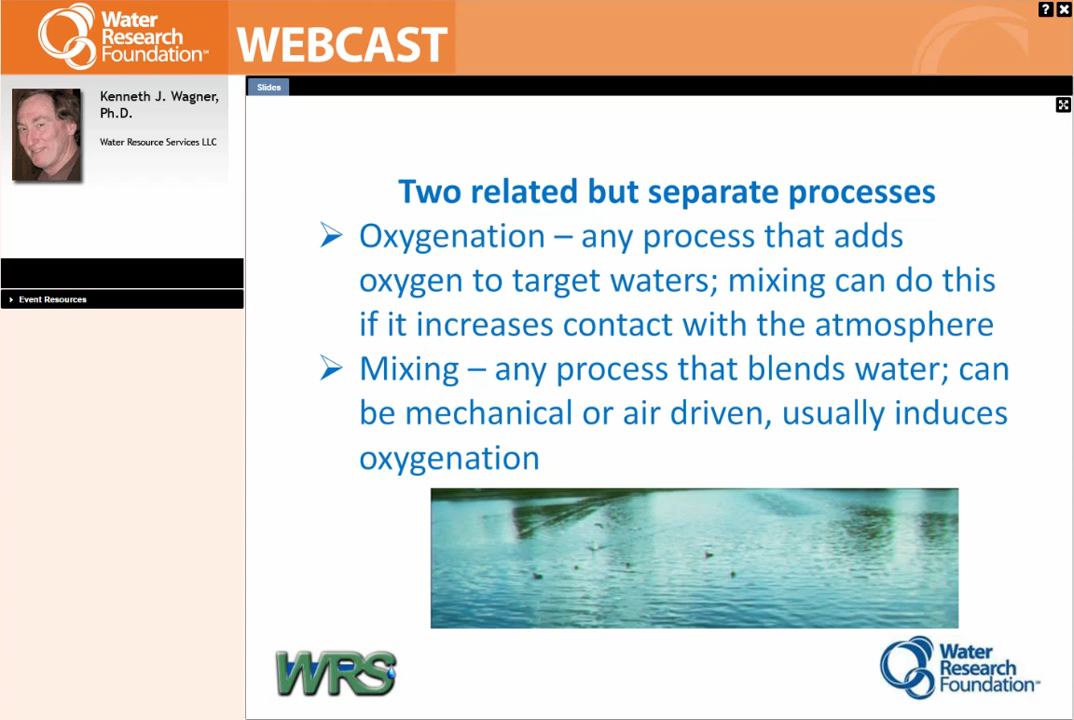 Water
Research
Foundation℠
WEBCAST
?
Kenneth J. Wagner,
Ph.D.
Water Resource Services LLC
Event Resources
Slides
Two related but separate processes
Oxygenation – any process that adds
oxygen to target waters; mixing can do this
if it increases contact with the atmosphere
Mixing – any process that blends water; can
be mechanical or air driven, usually induces
oxygenation
WRS
Water
Research
Foundation℠